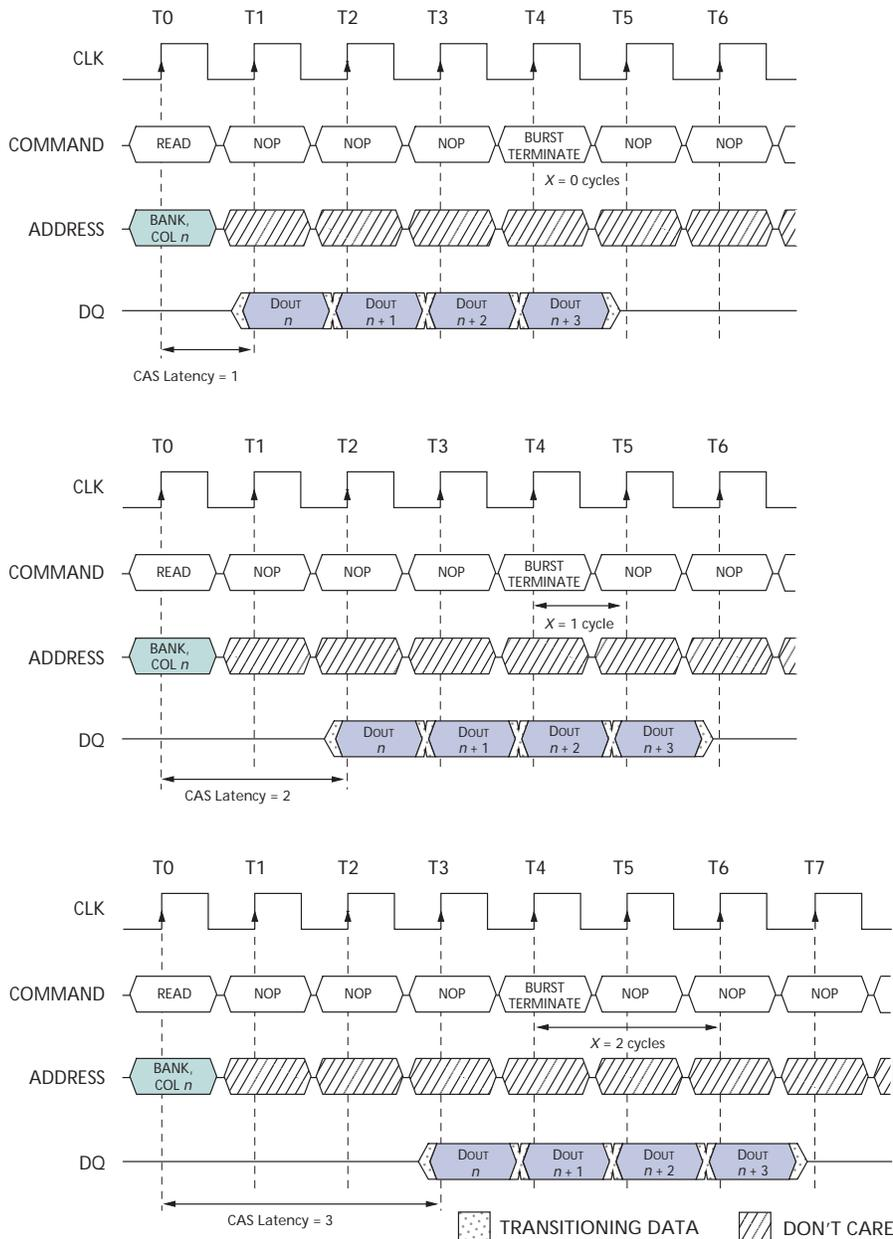 T0 T1 T2 T3 T4 T5 T6
CLK
COMMAND READ NOP NOP NOP BURST TERMINATE NOP NOP
X = 0 cycles
ADDRESS BANK, COL n
DQ DOUT n DOUT n + 1 DOUT n + 2 DOUT n + 3
CAS Latency = 1
T0 T1 T2 T3 T4 T5 T6
CLK
COMMAND READ NOP NOP NOP BURST TERMINATE NOP NOP
X = 1 cycle
ADDRESS BANK, COL n
DQ DOUT n DOUT n + 1 DOUT n + 2 DOUT n + 3
CAS Latency = 2
T0 T1 T2 T3 T4 T5 T6 T7
CLK
COMMAND READ NOP NOP NOP BURST TERMINATE NOP NOP NOP
X = 2 cycles
ADDRESS BANK, COL n
DQ DOUT n DOUT n + 1 DOUT n + 2 DOUT n + 3
CAS Latency = 3
TRANSITIONING DATA DON'T CARE